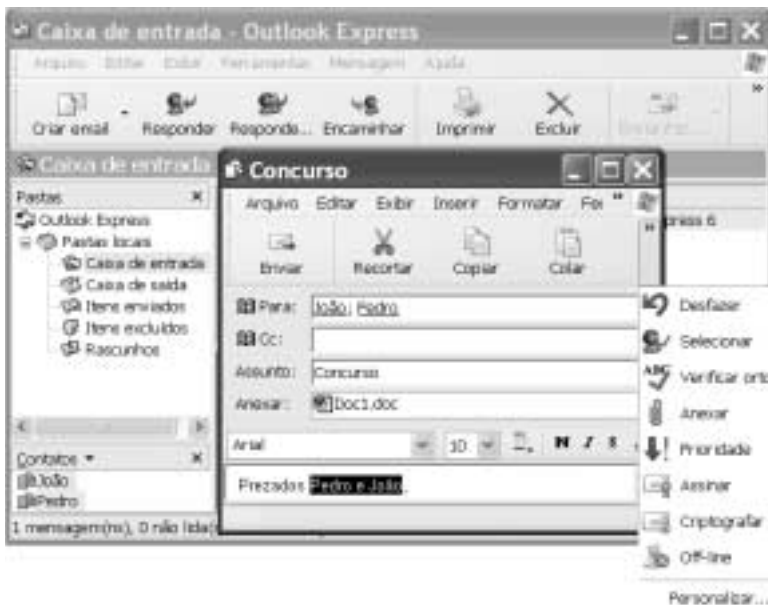 Caixa de entrada - Outlook Express
Arquivo Editar Exibir Ferramentas Mensagem Ajuda
Criar email Responder Responde... Encaminhar Imprimir Excluir
Caixa de entrada
Pastas
Outlook Express
Pastas locais
Caixa de entrada
Caixa de saída
Itens enviados
Itens excluídos
Rascunhos
Contatos
João
Pedro
1 mensagem(ns), 0 não lida(
press 6
Concurso
Arquivo Editar Exibir Inserir Formatar Fei
Enviar Recortar Copiar Colar
Para: João; Pedro
Cc:
Assunto: Concurso
Anexar: Doc1.doc
Arial 10 N I S
Prezados Pedro e João.
Desfazer
Selecionar
ABC Verificar orto
Anexar
Prioridade
Assinar
Criptografar
Off-line
Personalizar...